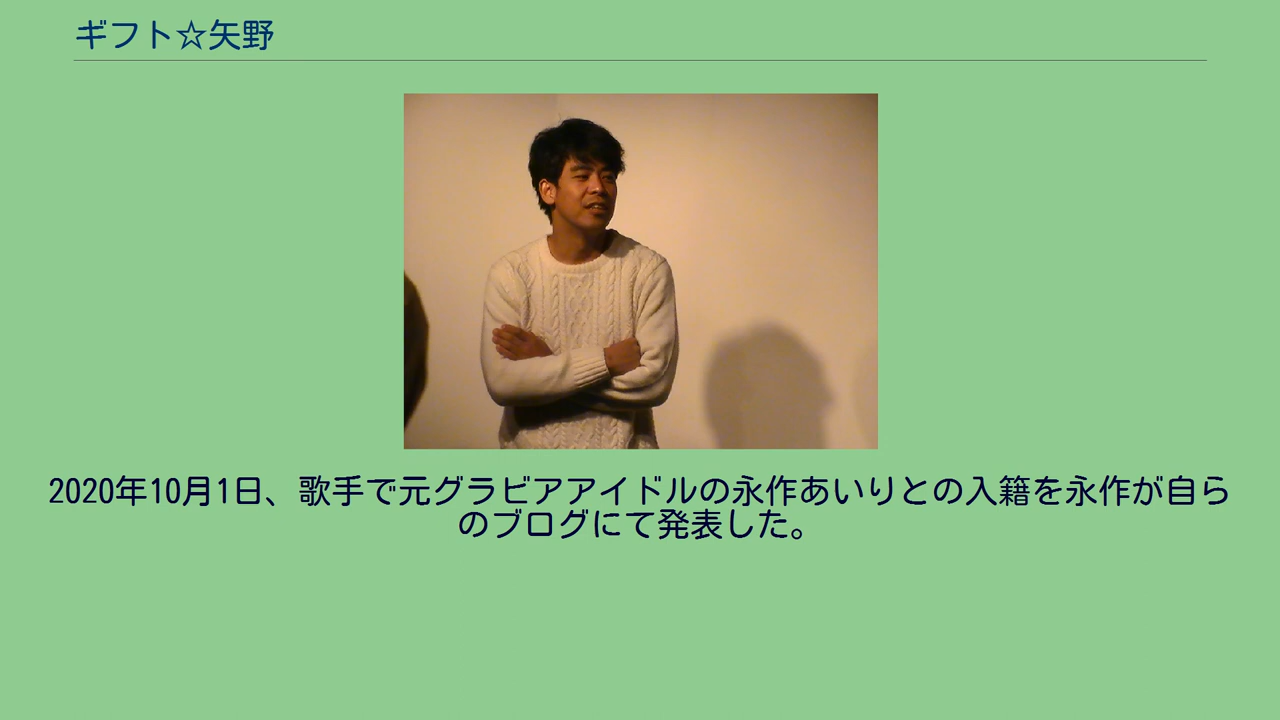 ギフト☆矢野
2020年10月1日、歌手で元グラビアアイドルの永作あいりとの入籍を永作が自ら
のブログにて発表した。